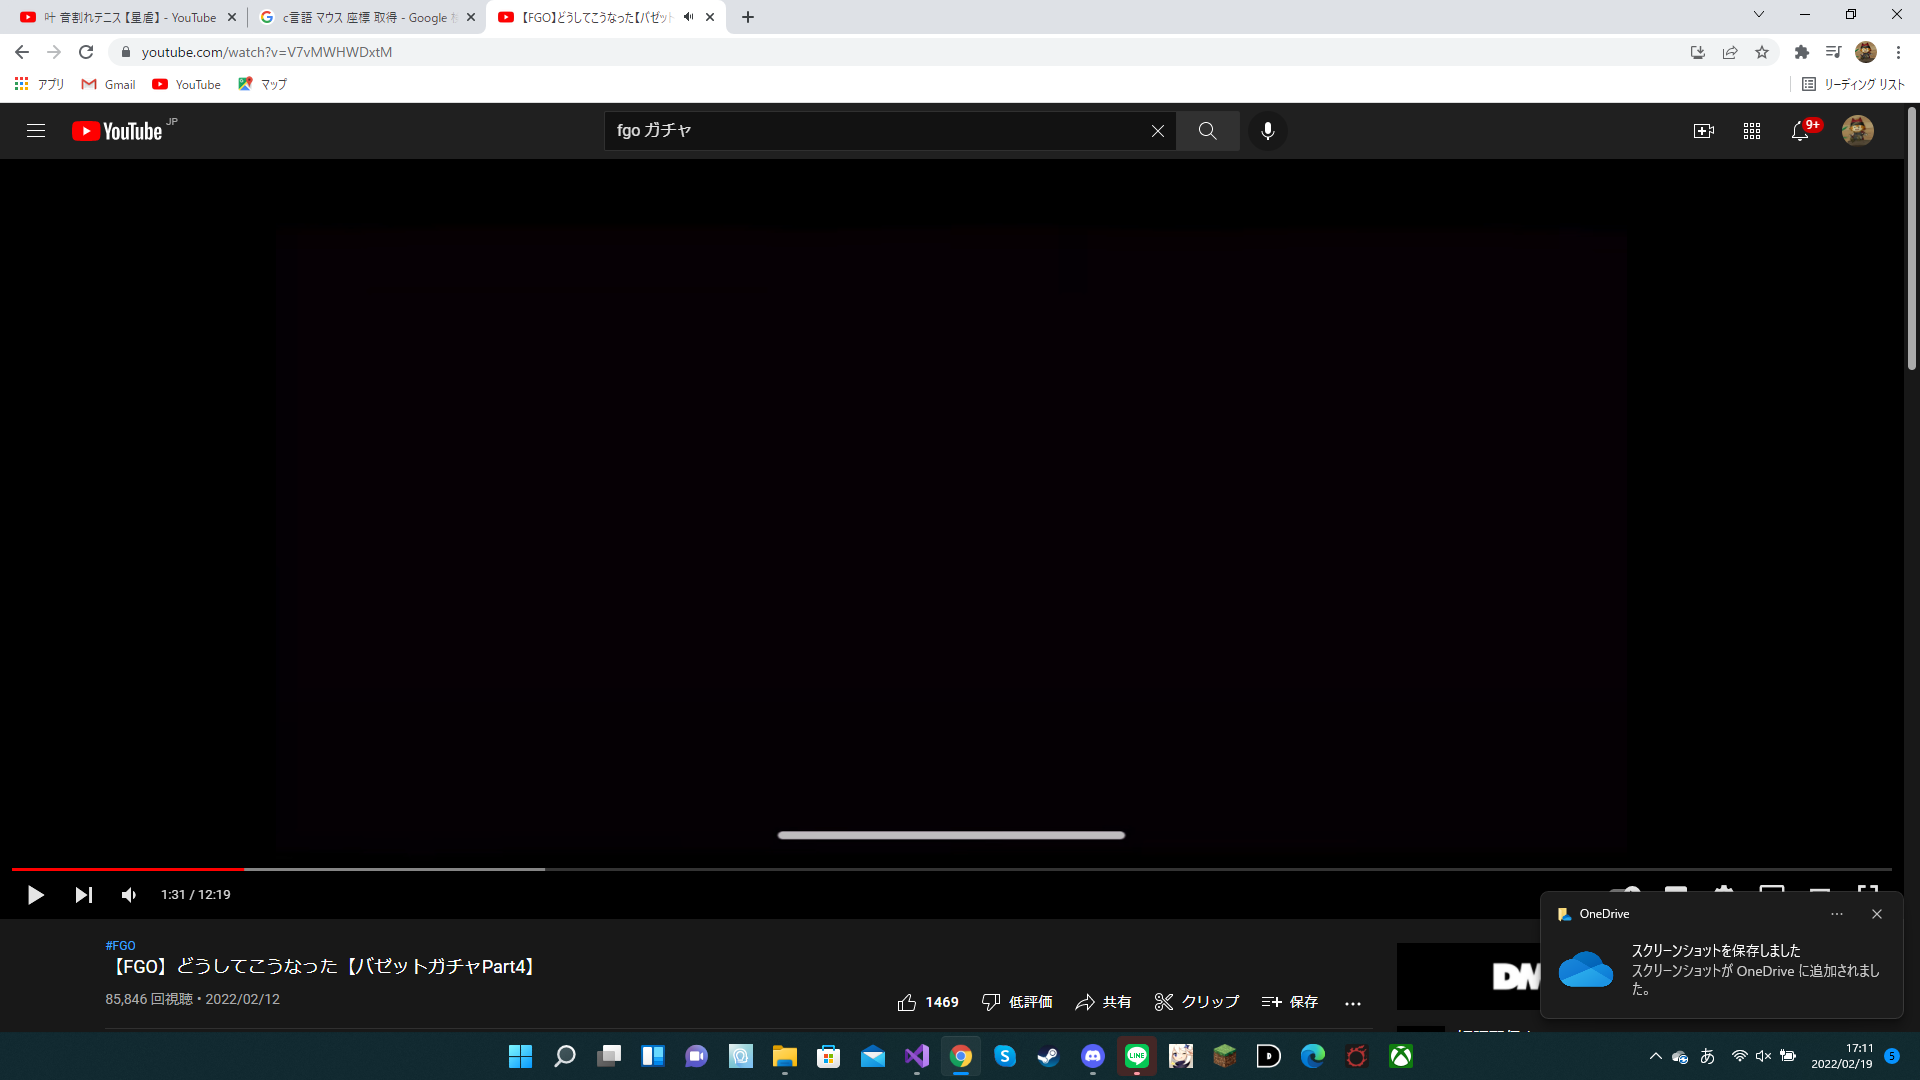 叶 音割れテニス【星虐】 - YouTube
c言語 マウス 座標 取得 - Google
【FGO】どうしてこうなった【バゼット
youtube.com/watch?v=V7vMWHWDxtM
アプリ
Gmail
YouTube
マップ
リーディング リスト
YouTube JP
fgo ガチャ
9+
1:31 / 12:19
#FGO
【FGO】どうしてこうなった【バゼットガチャPart4】
85,846 回視聴・2022/02/12
1469
低評価
共有
クリップ
保存
DM
OneDrive
スクリーンショットを保存しました
スクリーンショットが OneDrive に追加されまし
た。
LINE
あ
17:11
2022/02/19
5